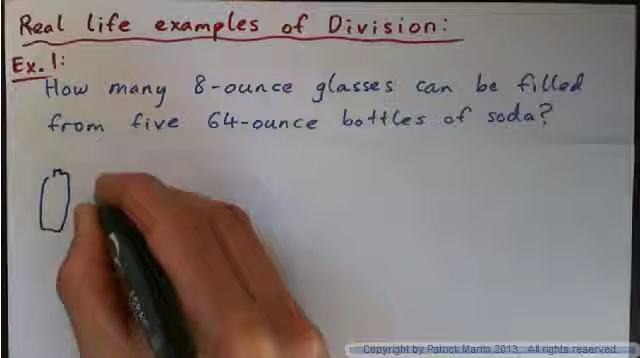 Real life examples of Division:
Ex. 1:
How many 8-ounce glasses can be filled
from five 64-ounce bottles of soda?
Copyright by Patrick Martin 2013. All rights reserved.